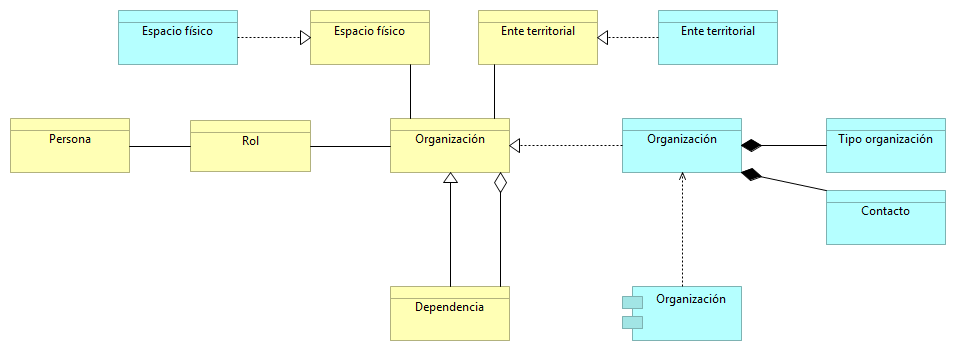 Espacio físico
Espacio físico
Ente territorial
Ente territorial
Persona
Rol
Organización
Organización
Tipo organización
Contacto
Dependencia
Organización